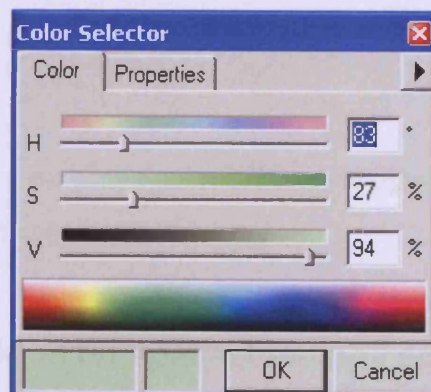 Color Selector
Color Properties
H 83 °
S 27 %
V 94 %
OK Cancel